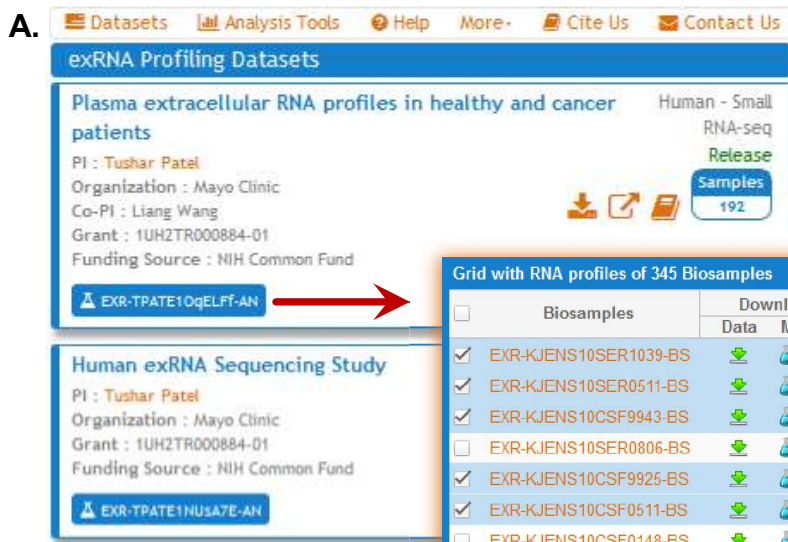 A.
Datasets Analysis Tools Help More Cite Us Contact Us
exRNA Profiling Datasets
Plasma extracellular RNA profiles in healthy and cancer
patients
Human - Small
RNA-seq
Release
Samples
192
PI : Tushar Patel
Organization : Mayo Clinic
Co-PI : Liang Wang
Grant : 1UH2TR000884-01
Funding Source : NIH Common Fund
EXR-TPATE1OqELFf-AN
Human exRNA Sequencing Study
PI : Tushar Patel
Organization : Mayo Clinic
Grant : 1UH2TR000884-01
Funding Source : NIH Common Fund
EXR-TPATE1NUsA7E-AN
Grid with RNA profiles of 345 Biosamples
Biosamples Downl
Data M
EXR-KJENS10SER1039-BS
EXR-KJENS10SER0511-BS
EXR-KJENS10CSF9943-BS
EXR-KJENS10SER0806-BS
EXR-KJENS10CSF9925-BS
EXR-KJENS10CSF0511-BS
EXR-KJENS10CSF0148-BS